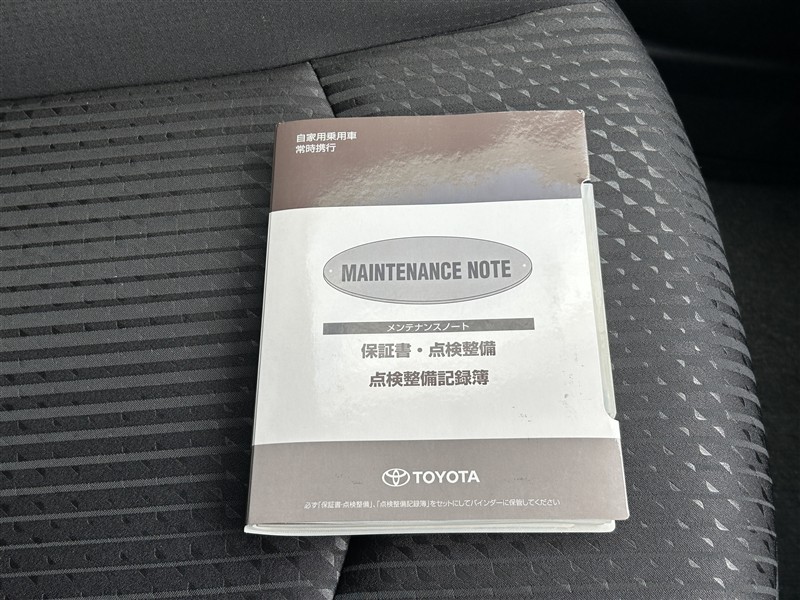 自家用乗用車
常時携行
MAINTENANCE NOTE
メンテナンスノート
保証書・点検整備
点検整備記録簿
TOYOTA
必ず「保証書・点検整備」、「点検整備記録簿」をセットにしてバインダーに保管してください